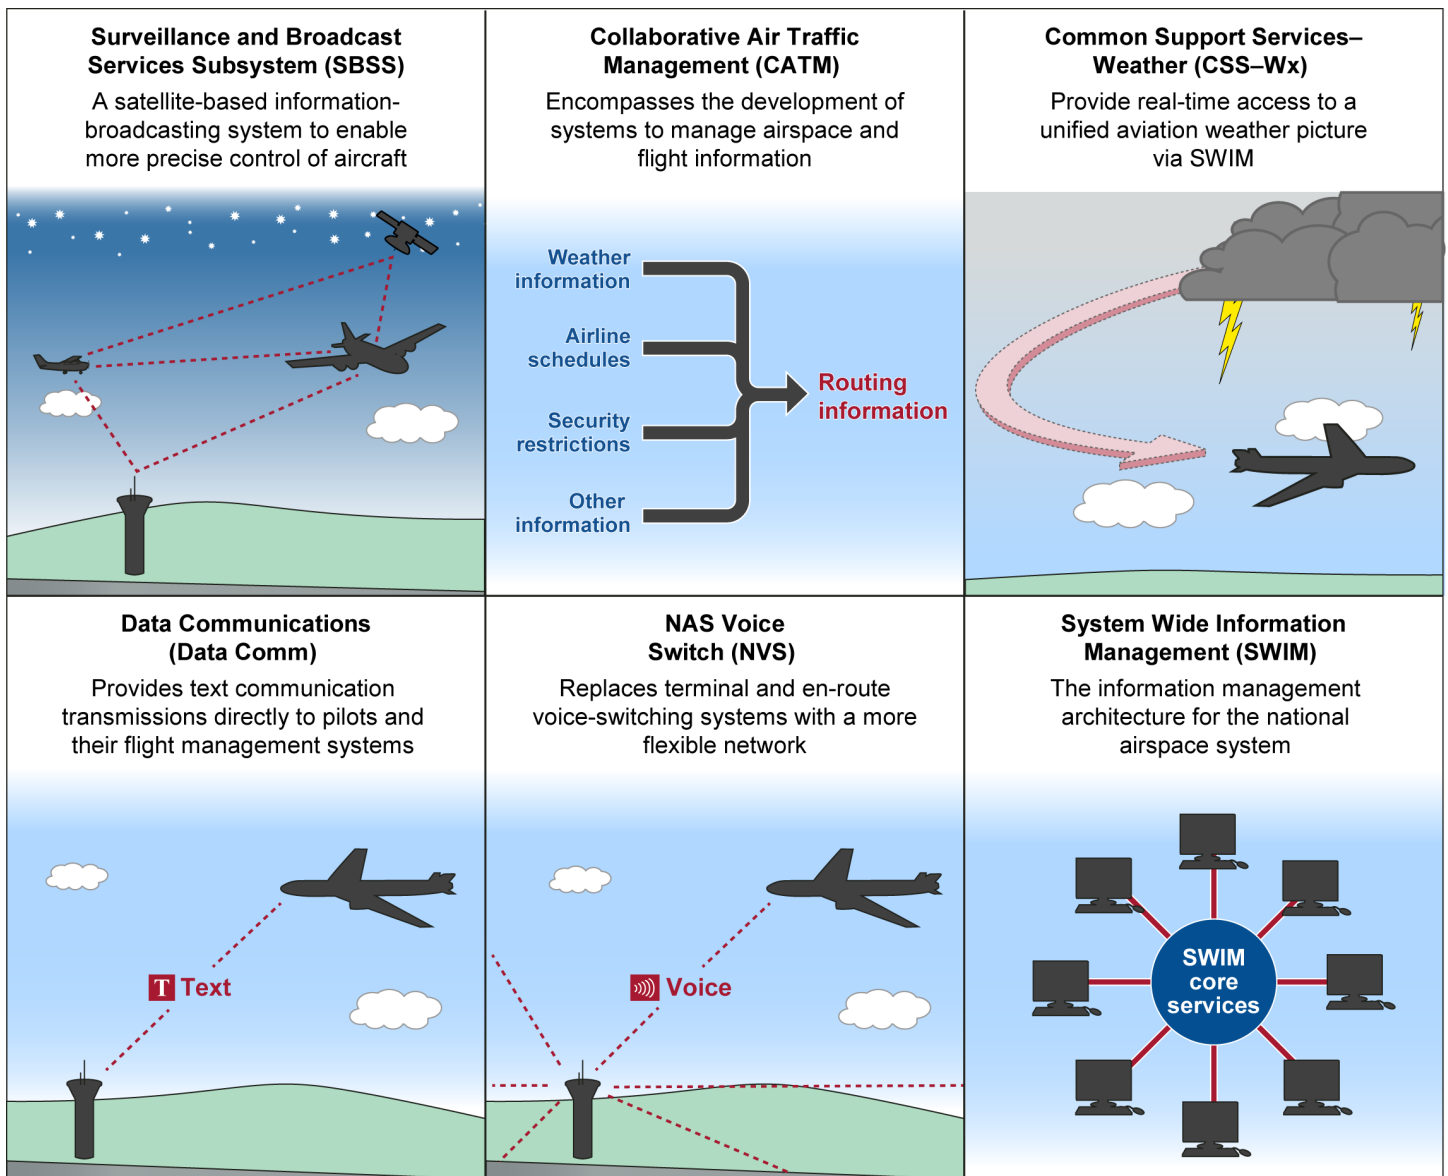 Surveillance and Broadcast
Services Subsystem (SBSS)
A satellite-based information-
broadcasting system to enable
more precise control of aircraft
Collaborative Air Traffic
Management (CATM)
Encompasses the development of
systems to manage airspace and
flight information
Weather
information
Airline
schedules
Security
restrictions
Other
information
Routing
information
Common Support Services–
Weather (CSS–Wx)
Provide real-time access to a
unified aviation weather picture
via SWIM
Data Communications
(Data Comm)
Provides text communication
transmissions directly to pilots and
their flight management systems
T Text
NAS Voice
Switch (NVS)
Replaces terminal and en-route
voice-switching systems with a more
flexible network
Voice
System Wide Information
Management (SWIM)
The information management
architecture for the national
airspace system
SWIM
core
services